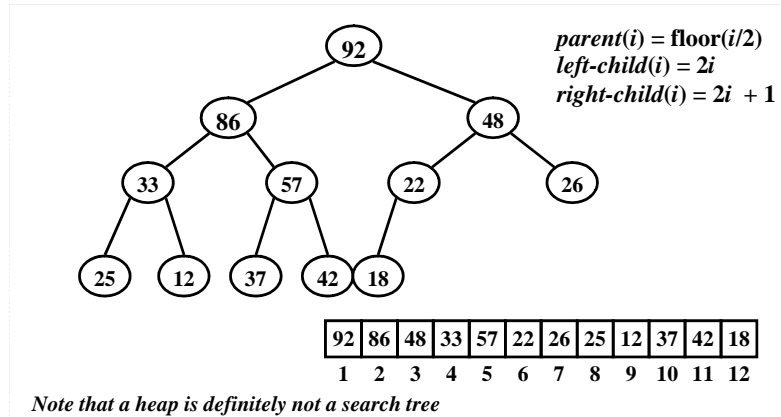 92
parent(i) = floor(i/2)
left-child(i) = 2i
right-child(i) = 2i + 1
86
48
33
57
22
26
25
12
37
42
18
92 86 48 33 57 22 26 25 12 37 42 18
1 2 3 4 5 6 7 8 9 10 11 12
Note that a heap is definitely not a search tree